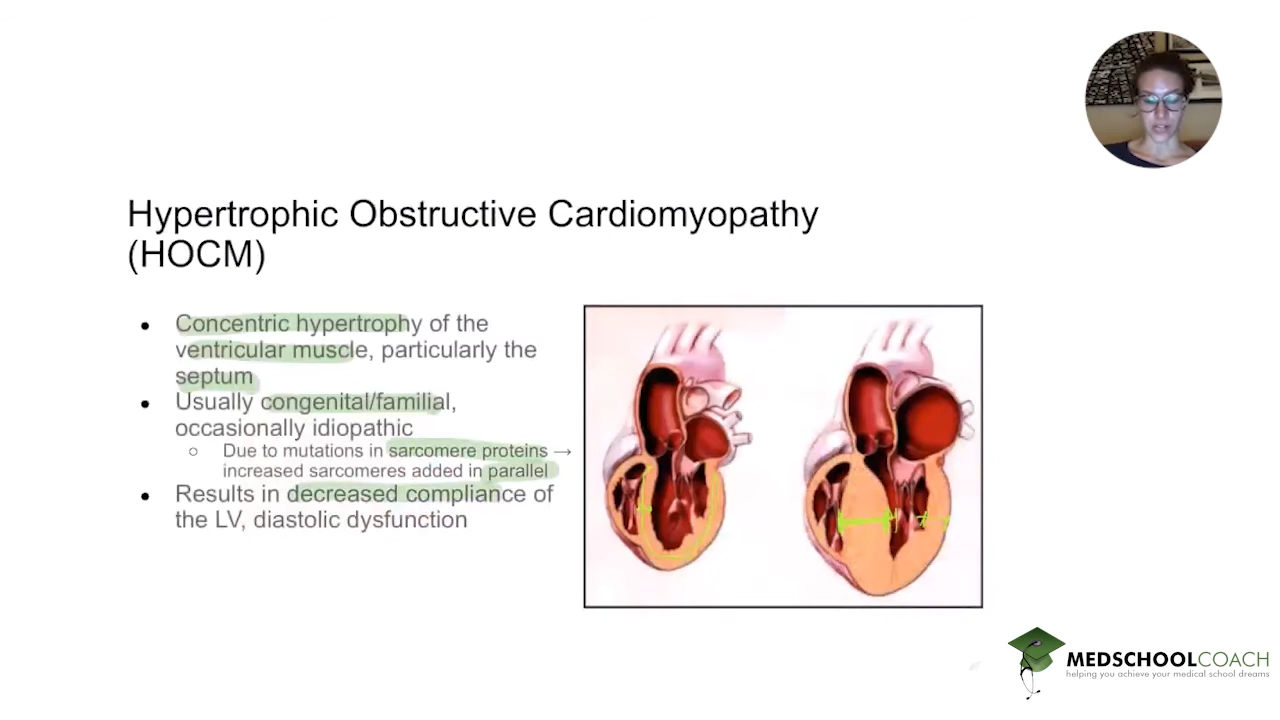 Hypertrophic Obstructive Cardiomyopathy
(HOCM)
● Concentric hypertrophy of the
ventricular muscle, particularly the
septum
● Usually congenital/familial,
occasionally idiopathic
○ Due to mutations in sarcomere proteins →
increased sarcomeres added in parallel
● Results in decreased compliance of
the LV, diastolic dysfunction
MEDSCHOOLCOACH
helping you achieve your medical school dreams